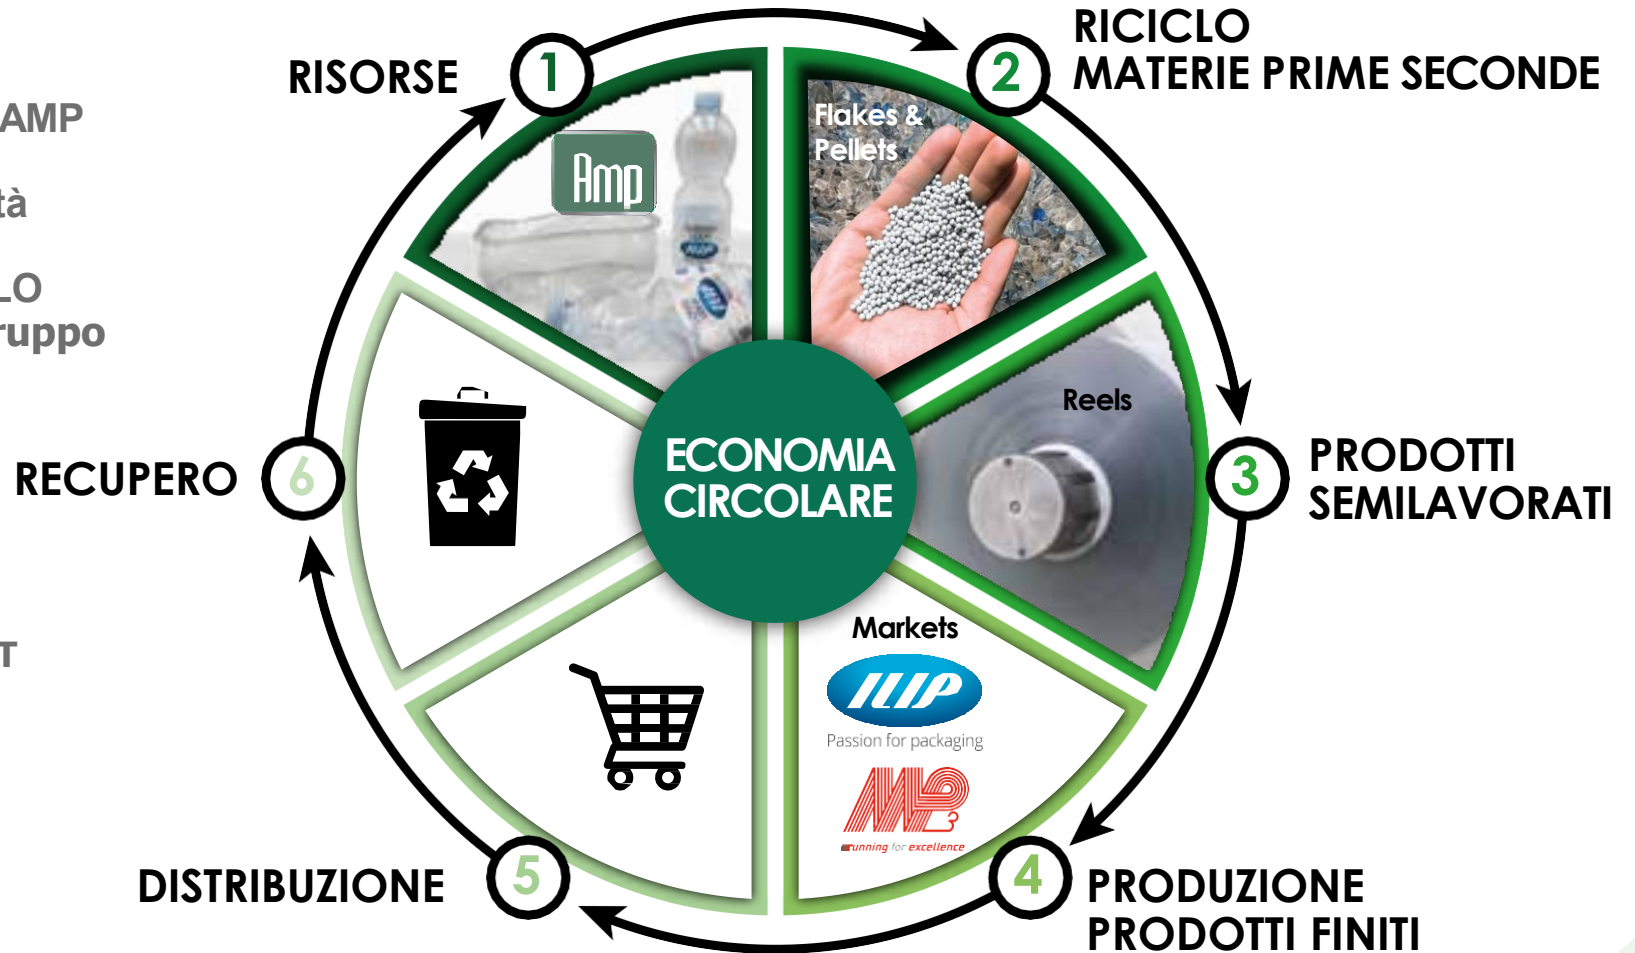 AMP
tà
LO
ruppo
T
RISORSE
1
Amp
2
RICICLO
MATERIE PRIME SECONDE
Flakes &
Pellets
Reels
3
PRODOTTI
SEMILAVORATI
ECONOMIA
CIRCOLARE
Markets
ILIP
Passion for packaging
running for excellence
4
PRODUZIONE
PRODOTTI FINITI
5
DISTRIBUZIONE
6
RECUPERO